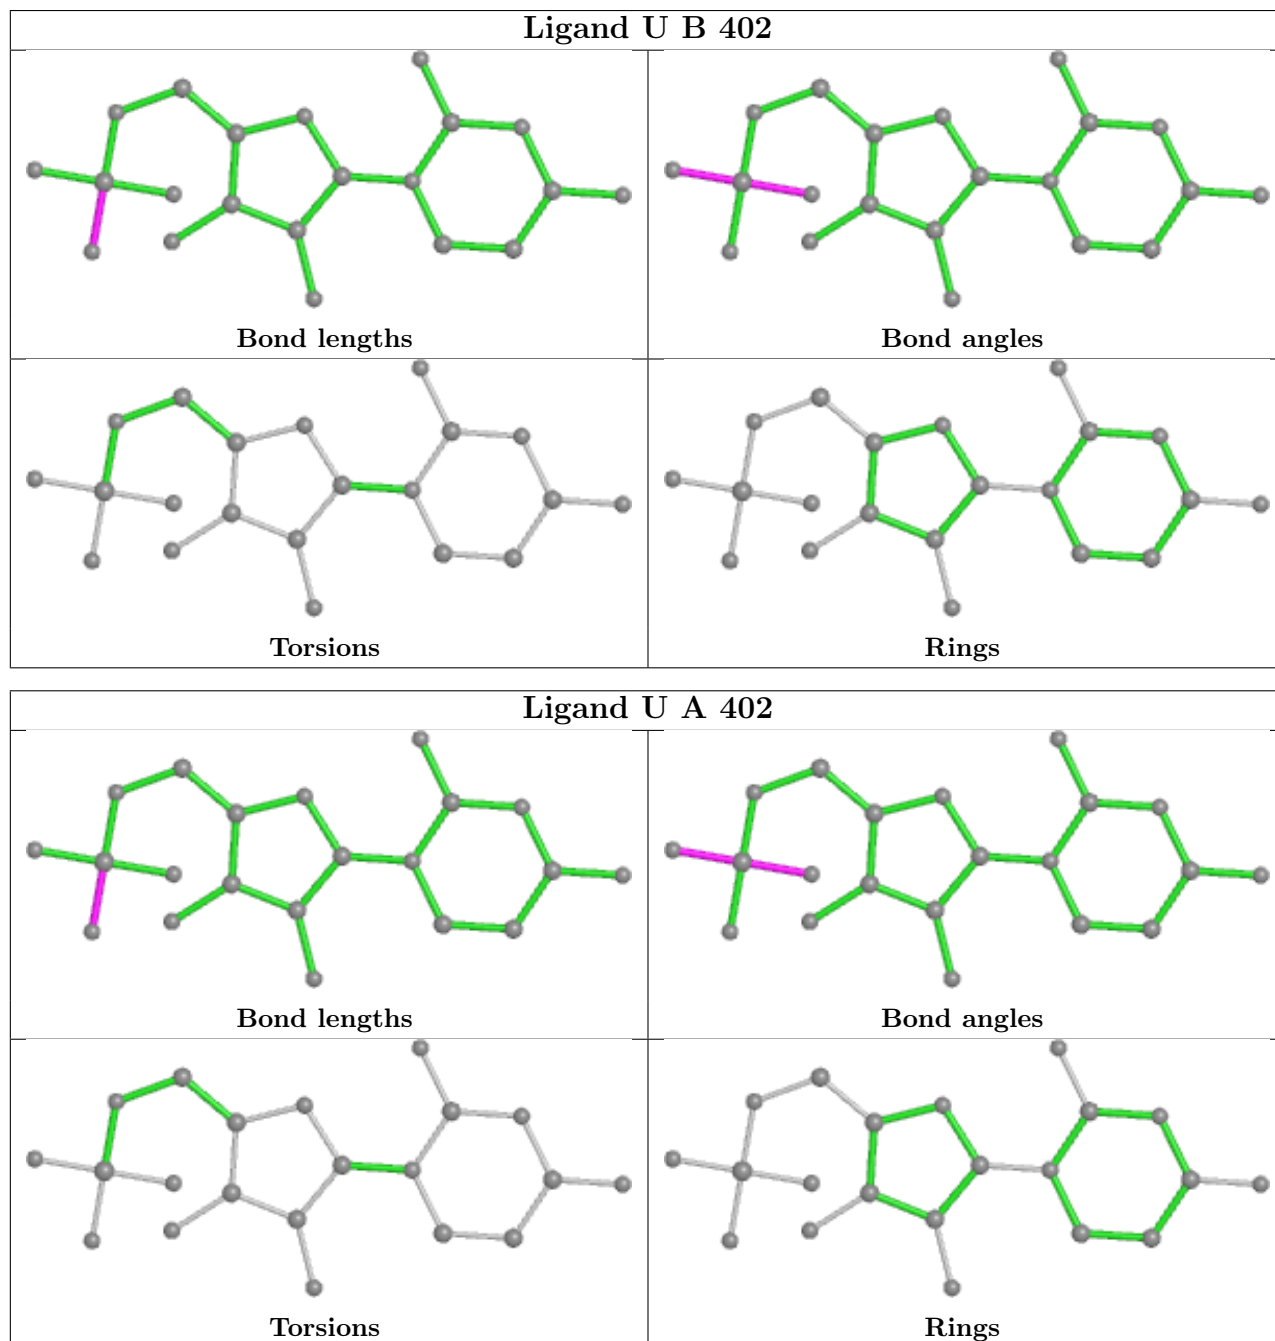 Ligand U B 402
Bond lengths
Bond angles
Torsions
Rings
Ligand U A 402
Bond lengths
Bond angles
Torsions
Rings